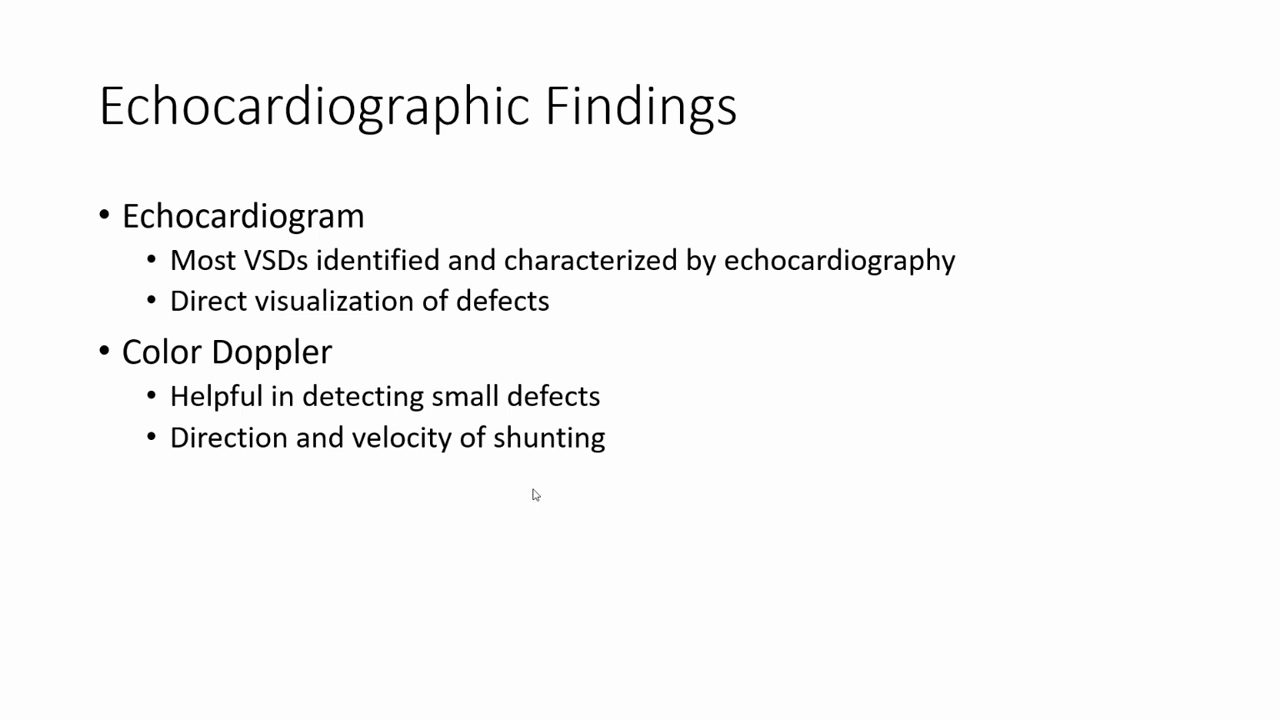 Echocardiographic Findings
• Echocardiogram
• Most VSDs identified and characterized by echocardiography
• Direct visualization of defects
• Color Doppler
• Helpful in detecting small defects
• Direction and velocity of shunting